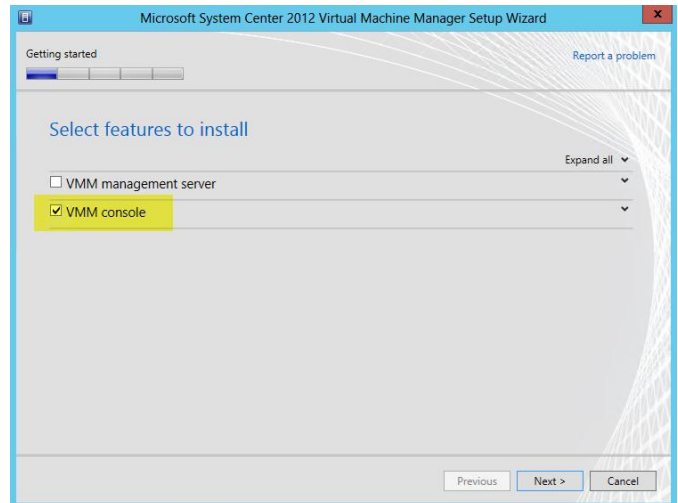 Microsoft System Center 2012 Virtual Machine Manager Setup Wizard
x
Getting started
Report a problem
Select features to install
Expand all
VMM management server
VMM console
Previous
Next >
Cancel